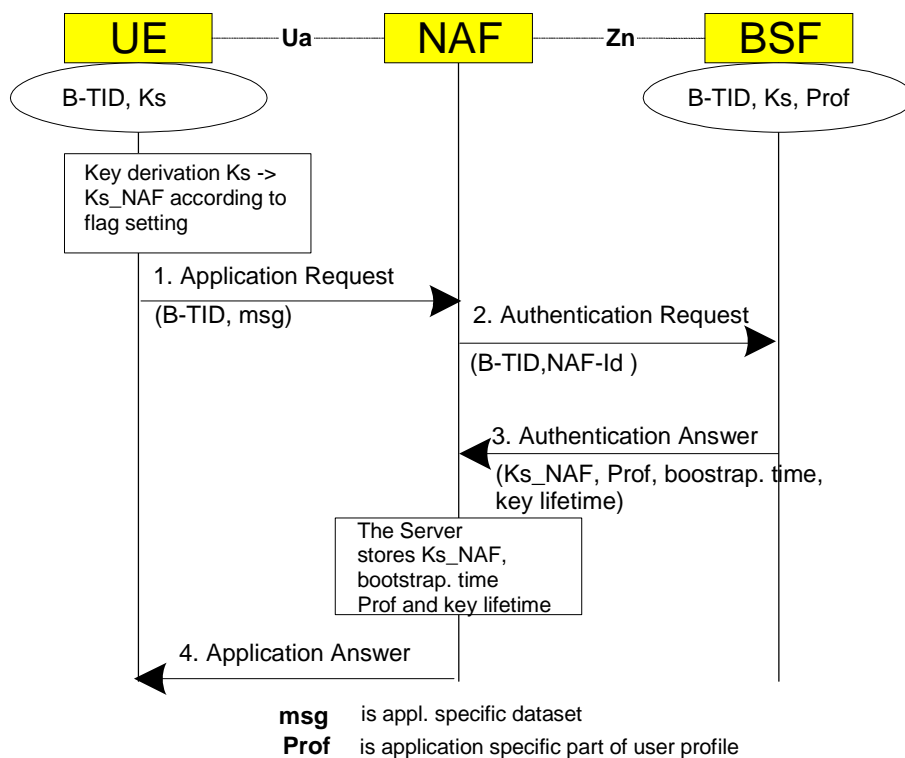 UE
Ua
NAF
Zn
BSF
B-TID, Ks
B-TID, Ks, Prof
Key derivation Ks ->
Ks_NAF according to
flag setting
1. Application Request
(B-TID, msg)
2. Authentication Request
(B-TID,NAF-Id )
3. Authentication Answer
(Ks_NAF, Prof, boostrap. time,
key lifetime)
The Server
stores Ks_NAF,
bootstrap. time
Prof and key lifetime
4. Application Answer
msg is appl. specific dataset
Prof is application specific part of user profile